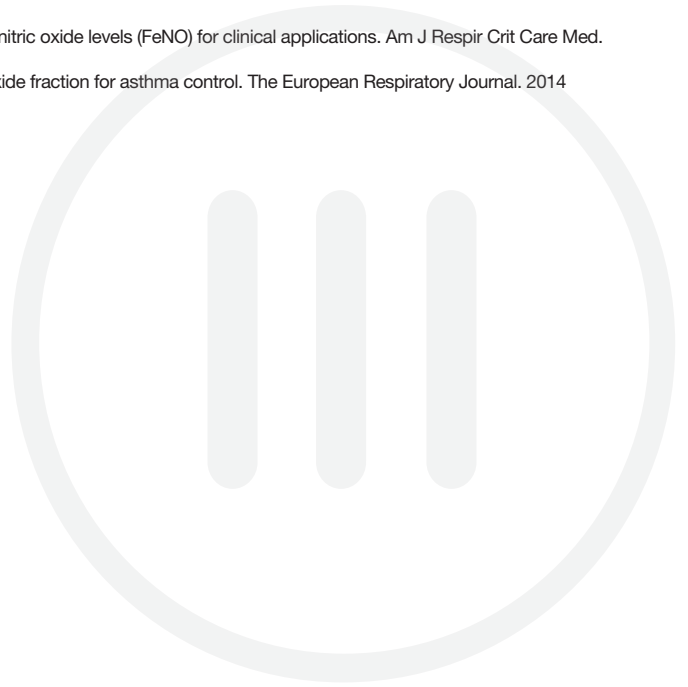 nitric oxide levels (FeNO) for clinical applications. Am J Respir Crit Care Med.
ide fraction for asthma control. The European Respiratory Journal. 2014